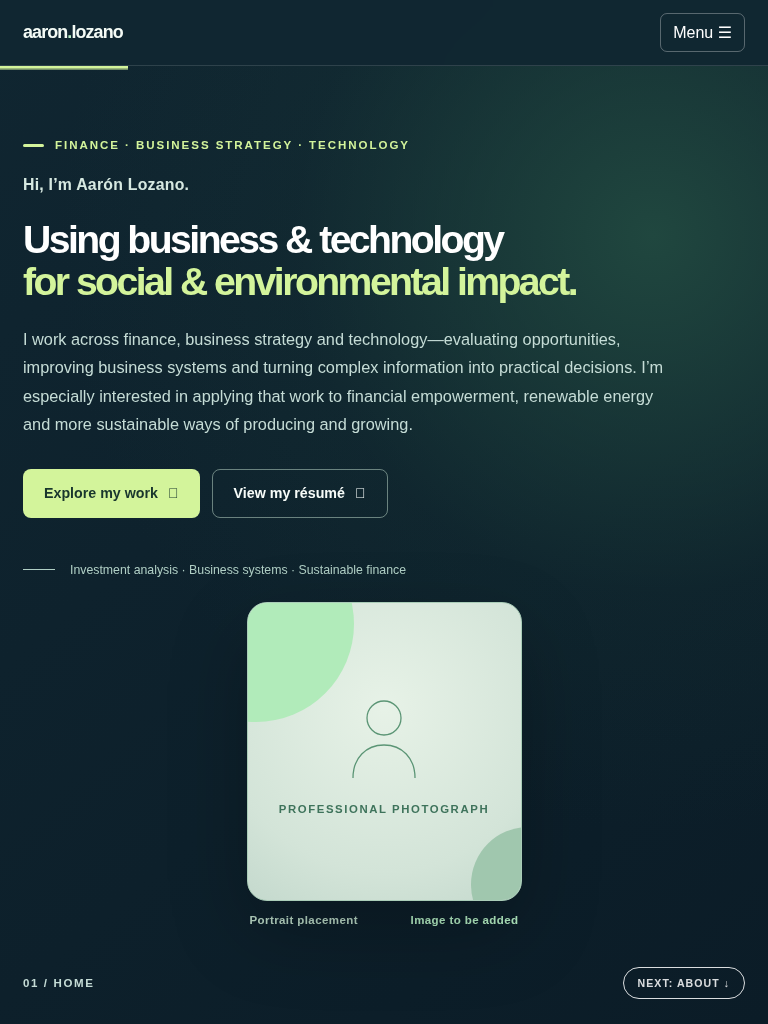 aaron.lozano
Menu ☰
FINANCE · BUSINESS STRATEGY · TECHNOLOGY
Hi, I’m Aarón Lozano.
Using business & technology
for social & environmental impact.
I work across finance, business strategy and technology—evaluating opportunities,
improving business systems and turning complex information into practical decisions. I’m
especially interested in applying that work to financial empowerment, renewable energy
and more sustainable ways of producing and growing.
Explore my work
View my résumé
Investment analysis · Business systems · Sustainable finance
PROFESSIONAL PHOTOGRAPH
Portrait placement
Image to be added
01 / HOME
NEXT: ABOUT ↓